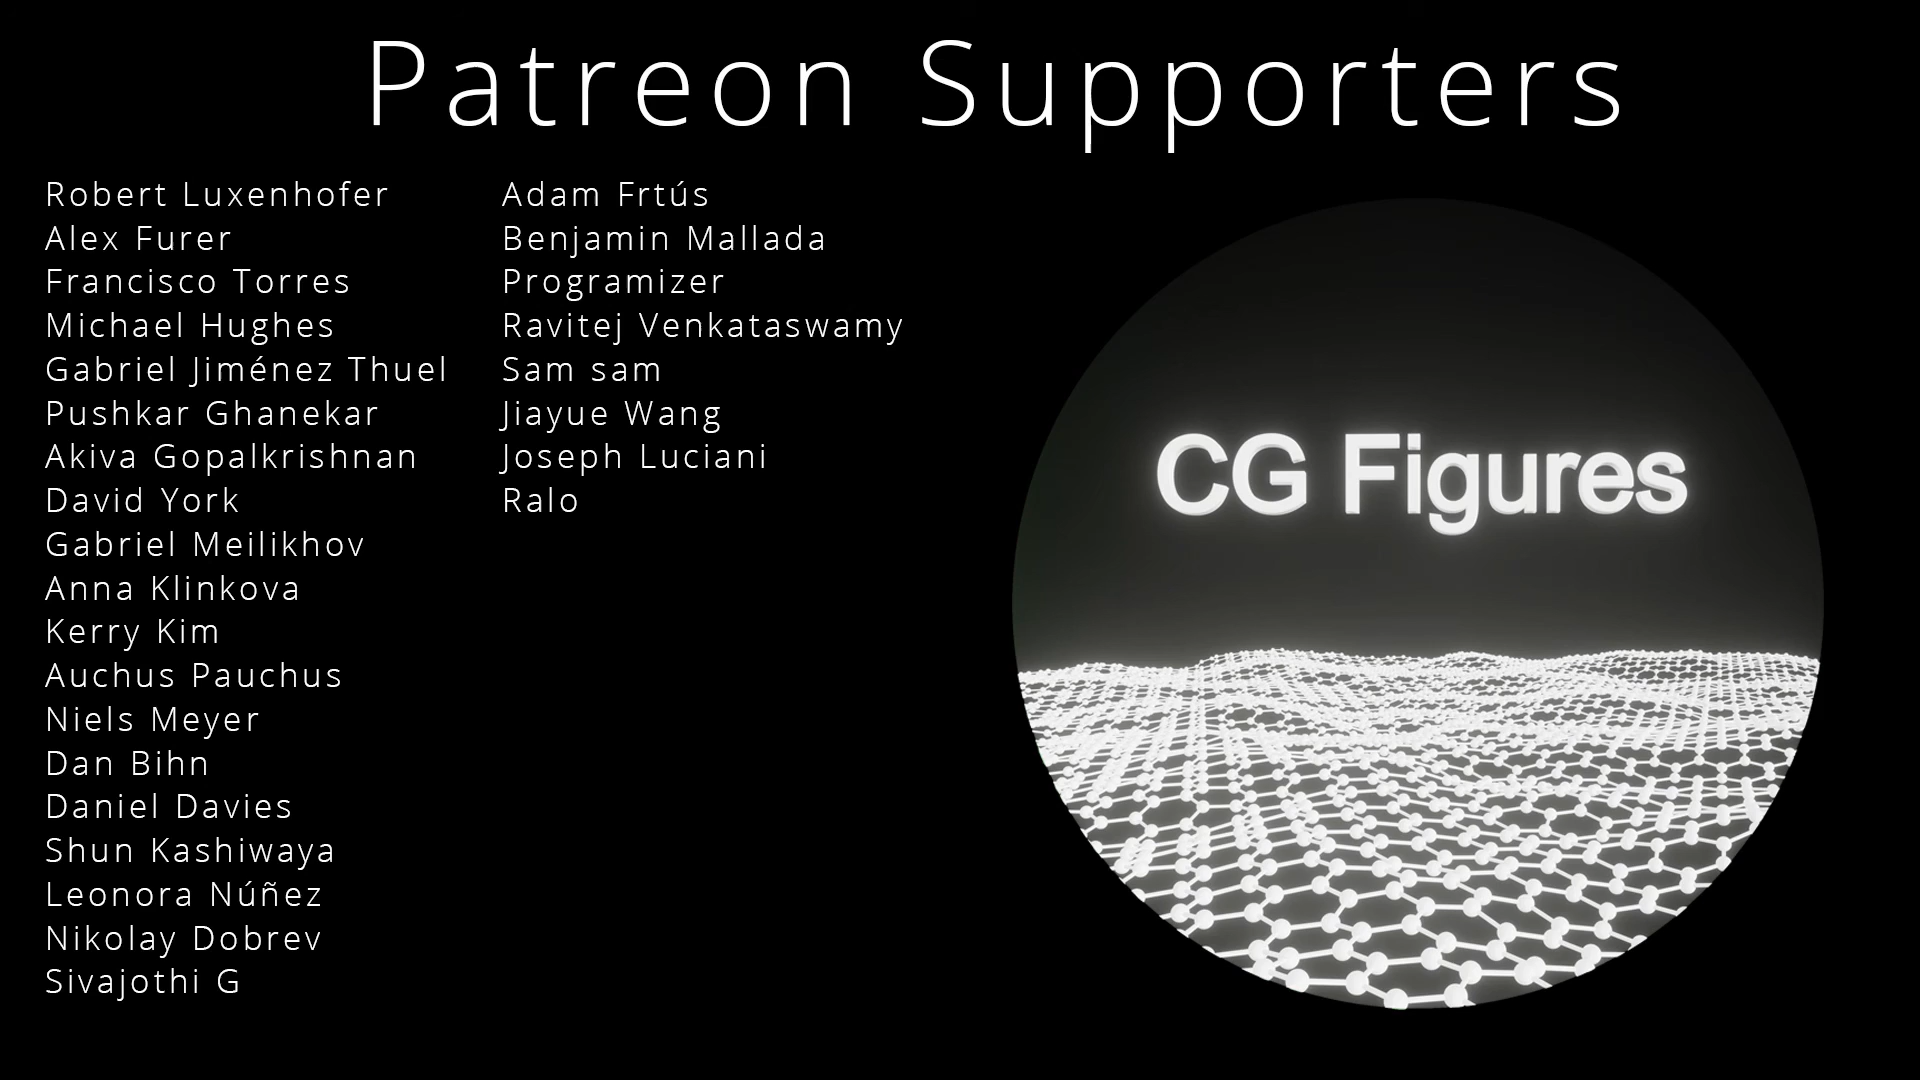 Patreon Supporters
Robert Luxenhofer
Alex Furer
Francisco Torres
Michael Hughes
Gabriel Jiménez Thuel
Pushkar Ghanekar
Akiva Gopalkrishnan
David York
Gabriel Meilikhov
Anna Klinkova
Kerry Kim
Auchus Pauchus
Niels Meyer
Dan Bihn
Daniel Davies
Shun Kashiwaya
Leonora Núñez
Nikolay Dobrev
Sivajothi G
Adam Frtús
Benjamin Mallada
Programizer
Ravitej Venkataswamy
Sam sam
Jiayue Wang
Joseph Luciani
Ralo
CG Figures